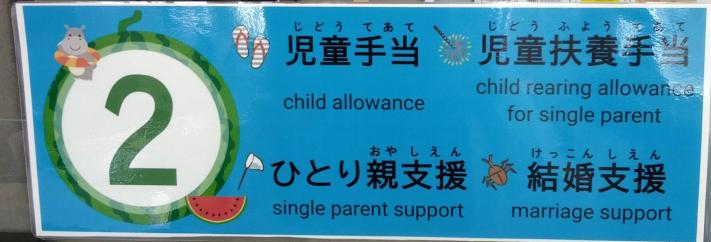 2
じどうてあて
児童手当
child allowance
じどうふようてあて
児童扶養手当
child rearing allowance
for single parent
おやしえん
ひとり親支援
single parent support
けっこんしえん
結婚支援
marriage support